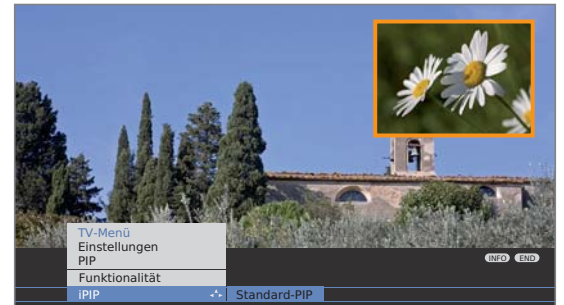 TV-Menü
Einstellungen
PIP
INFO END
Funktionalität
iPIP Standard-PIP